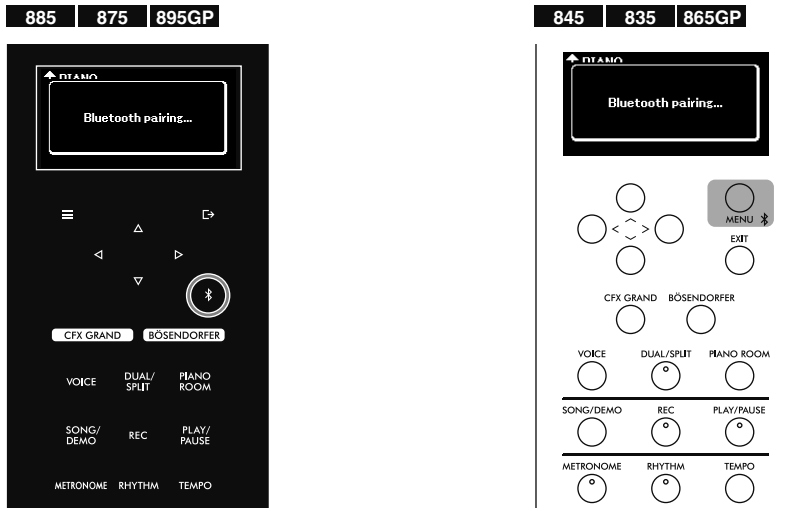 885 875 895GP
PIANO
Bluetooth pairing...
CFX GRAND BÖSENDORFER
VOICE DUAL/SPLIT PIANO ROOM
SONG/DEMO REC PLAY/PAUSE
METRONOME RHYTHM TEMPO
845 835 865GP
PIANO
Bluetooth pairing...
MENU
EXIT
CFX GRAND BÖSENDORFER
VOICE DUAL/SPLIT PIANO ROOM
SONG/DEMO REC PLAY/PAUSE
METRONOME RHYTHM TEMPO